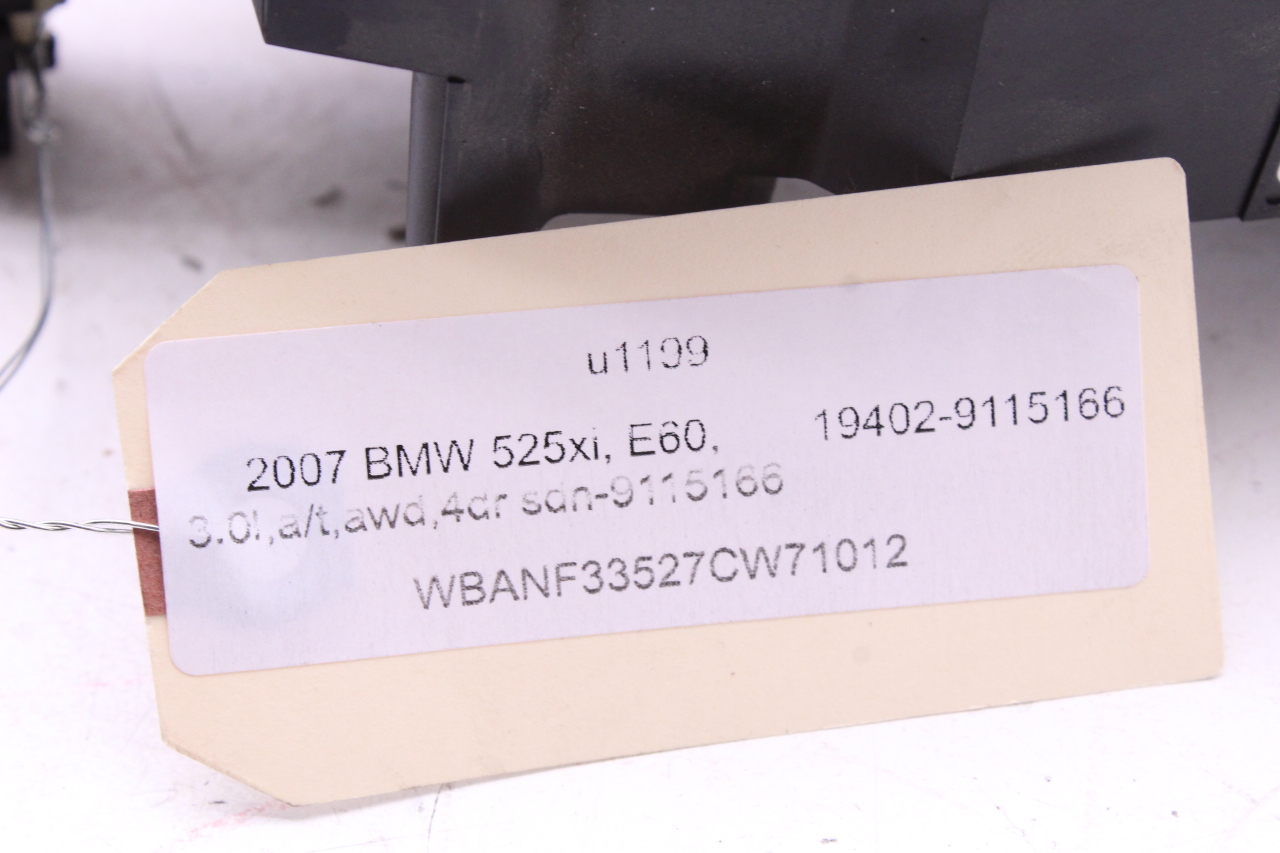 u1199
2007 BMW 525xi, E60, 19402-9115166
3.0l,a/t,awd,4dr sdn-9115166
WBANF33527CW71012